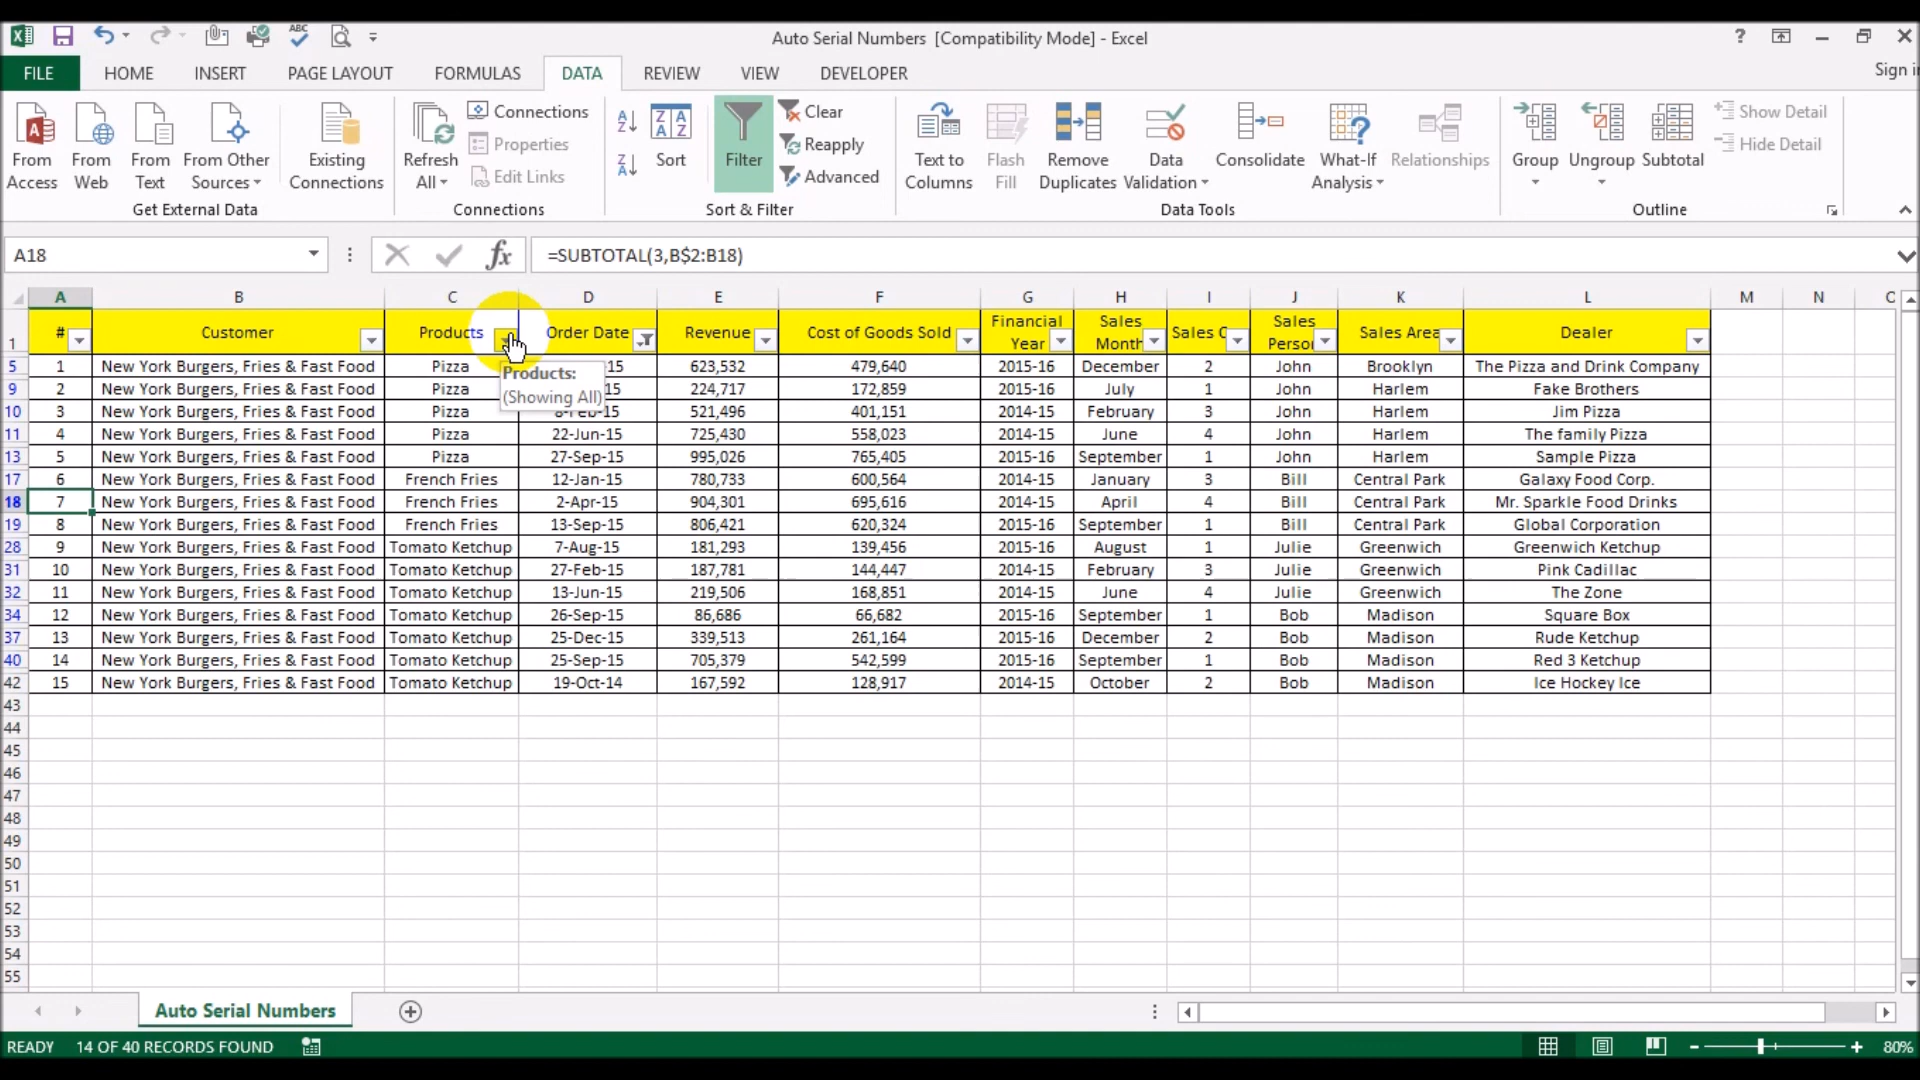 Auto Serial Numbers [Compatibility Mode] - Excel
FILE HOME INSERT PAGE LAYOUT FORMULAS DATA REVIEW VIEW DEVELOPER Sign in
From Access
From Web
From Text
From Other Sources
Existing Connections
Get External Data
Refresh All
Connections
Properties
Edit Links
Connections
Sort
Filter
Clear
Reapply
Advanced
Sort & Filter
Text to Columns
Flash Fill
Remove Duplicates
Data Validation
Consolidate
What-If Analysis
Relationships
Data Tools
Group
Ungroup
Subtotal
Show Detail
Hide Detail
Outline
A18 fx =SUBTOTAL(3,B$2:B18)
A B C D E F G H I J K L M N
1 # Customer Products Order Date Revenue Cost of Goods Sold Financial Year Sales Month Sales Q Sales Person Sales Area Dealer
Products:
(Showing All)
5 1 New York Burgers, Fries & Fast Food Pizza 15 623,532 479,640 2015-16 December 2 John Brooklyn The Pizza and Drink Company
9 2 New York Burgers, Fries & Fast Food Pizza 224,717 172,859 2015-16 July 1 John Harlem Fake Brothers
10 3 New York Burgers, Fries & Fast Food Pizza 8-Feb-15 521,496 401,151 2014-15 February 3 John Harlem Jim Pizza
11 4 New York Burgers, Fries & Fast Food Pizza 22-Jun-15 725,430 558,023 2014-15 June 4 John Harlem The family Pizza
13 5 New York Burgers, Fries & Fast Food Pizza 27-Sep-15 995,026 765,405 2015-16 September 1 John Harlem Sample Pizza
17 6 New York Burgers, Fries & Fast Food French Fries 12-Jan-15 780,733 600,564 2014-15 January 3 Bill Central Park Galaxy Food Corp.
18 7 New York Burgers, Fries & Fast Food French Fries 2-Apr-15 904,301 695,616 2014-15 April 4 Bill Central Park Mr. Sparkle Food Drinks
19 8 New York Burgers, Fries & Fast Food French Fries 13-Sep-15 806,421 620,324 2015-16 September 1 Bill Central Park Global Corporation
28 9 New York Burgers, Fries & Fast Food Tomato Ketchup 7-Aug-15 181,293 139,456 2015-16 August 1 Julie Greenwich Greenwich Ketchup
31 10 New York Burgers, Fries & Fast Food Tomato Ketchup 27-Feb-15 187,781 144,447 2014-15 February 3 Julie Greenwich Pink Cadillac
32 11 New York Burgers, Fries & Fast Food Tomato Ketchup 13-Jun-15 219,506 168,851 2014-15 June 4 Julie Greenwich The Zone
34 12 New York Burgers, Fries & Fast Food Tomato Ketchup 26-Sep-15 86,686 66,682 2015-16 September 1 Bob Madison Square Box
37 13 New York Burgers, Fries & Fast Food Tomato Ketchup 25-Dec-15 339,513 261,164 2015-16 December 2 Bob Madison Rude Ketchup
40 14 New York Burgers, Fries & Fast Food Tomato Ketchup 25-Sep-15 705,379 542,599 2015-16 September 1 Bob Madison Red 3 Ketchup
42 15 New York Burgers, Fries & Fast Food Tomato Ketchup 19-Oct-14 167,592 128,917 2014-15 October 2 Bob Madison Ice Hockey Ice
43
44
45
46
47
48
49
50
51
52
53
54
55
Auto Serial Numbers
READY 14 OF 40 RECORDS FOUND 80%